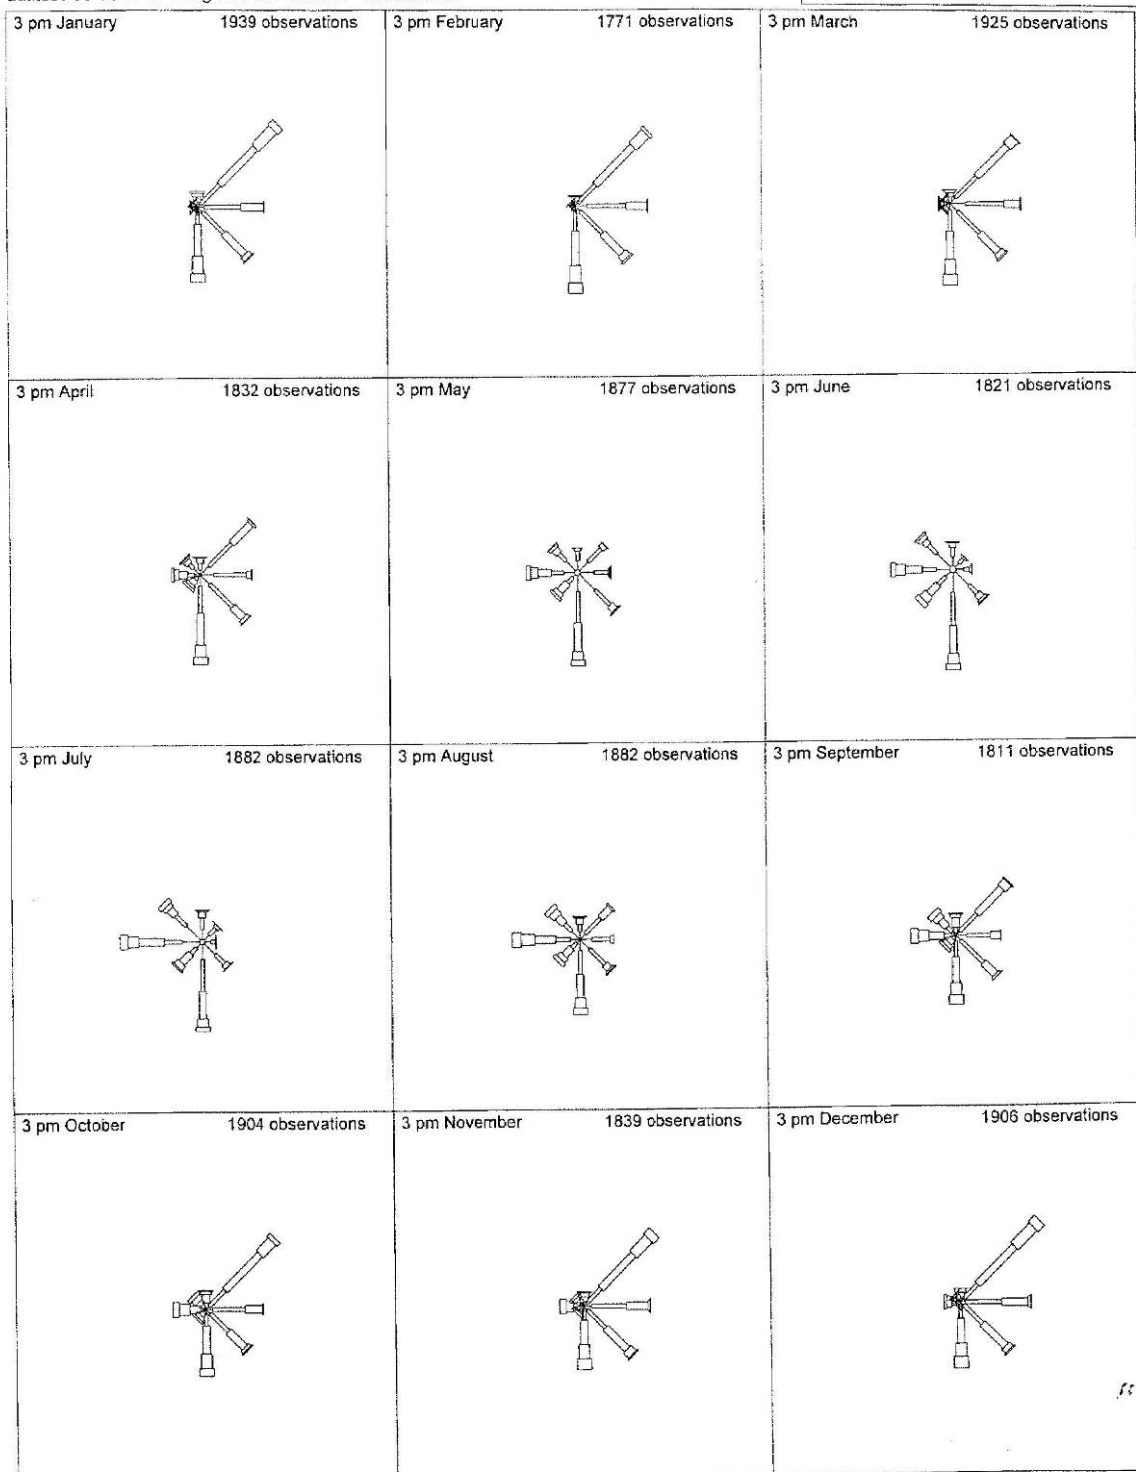 3 pm January 1939 observations 3 pm February 1771 observations 3 pm March 1925 observations
3 pm April 1832 observations 3 pm May 1877 observations 3 pm June 1821 observations
3 pm July 1882 observations 3 pm August 1882 observations 3 pm September 1811 observations
3 pm October 1904 observations 3 pm November 1839 observations 3 pm December 1906 observations